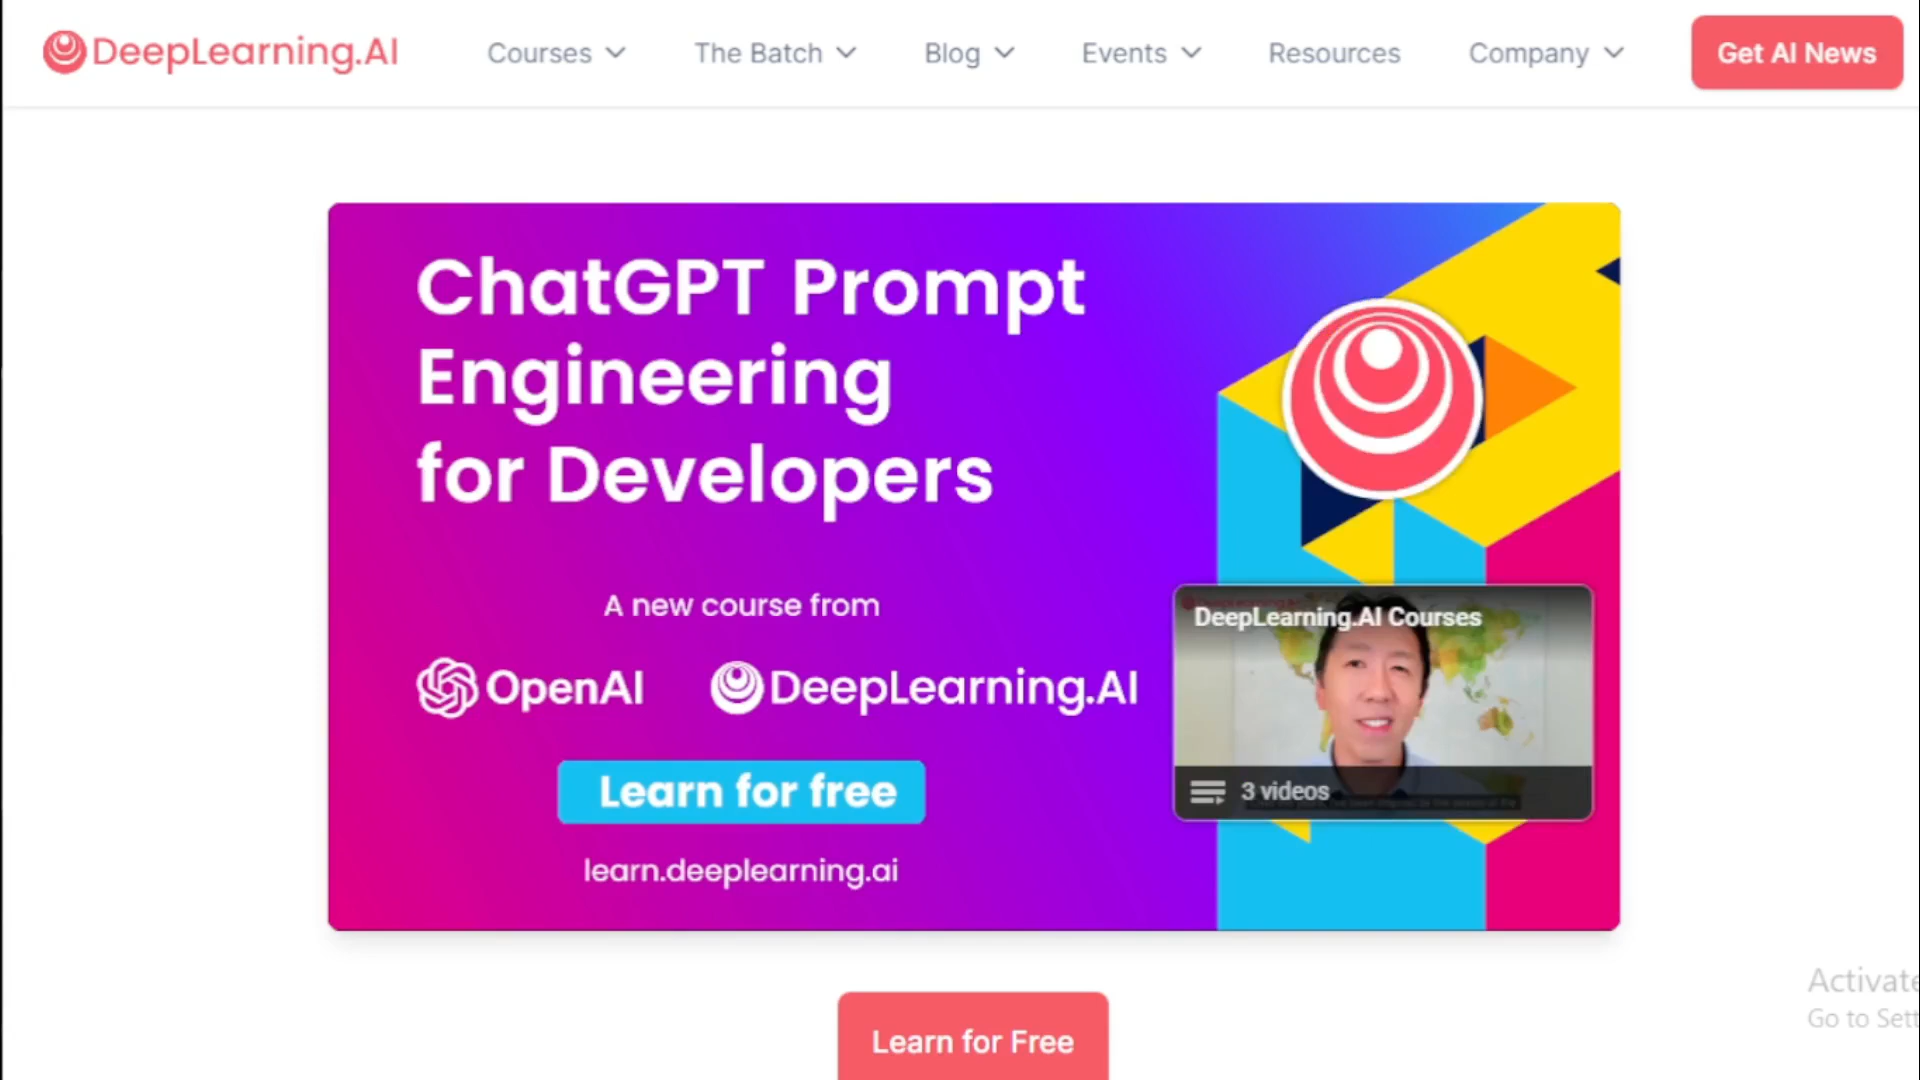 DeepLearning.AI
Courses
The Batch
Blog
Events
Resources
Company
Get AI News
ChatGPT Prompt
Engineering
for Developers
A new course from
OpenAI
DeepLearning.AI
DeepLearning.AI Courses
3 videos
Learn for free
learn.deeplearning.ai
Learn for Free
Activate
Go to Sett